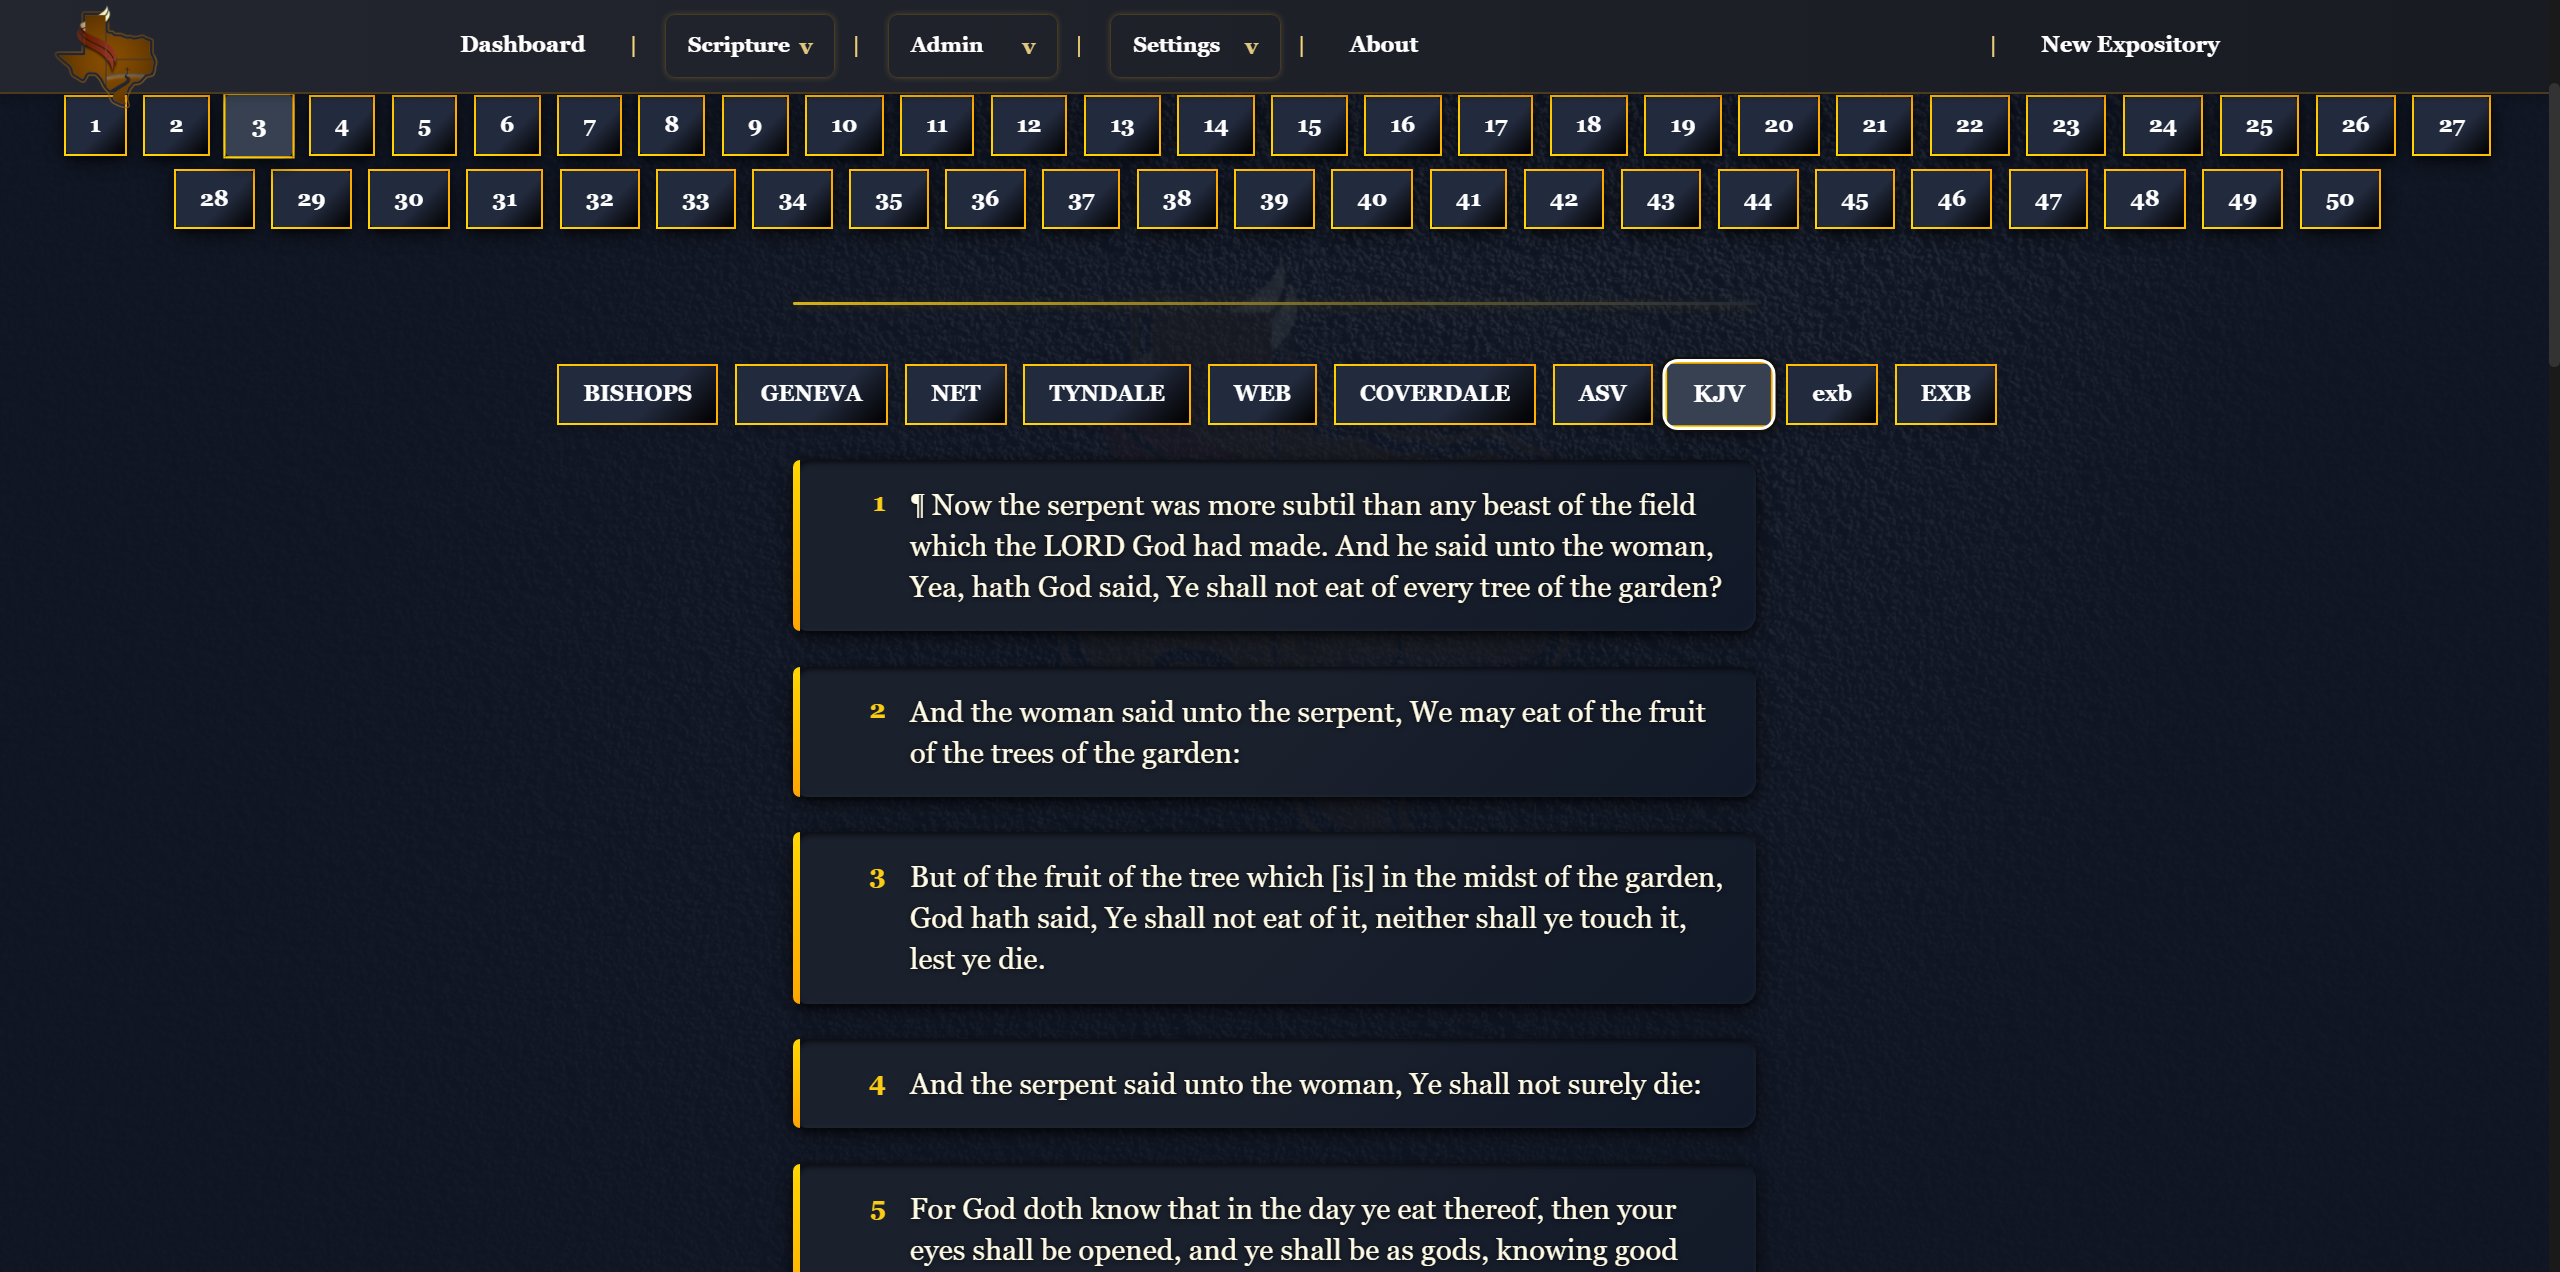 Dashboard | Scripture v | Admin v | Settings v | About | New Expository
1 2 3 4 5 6 7 8 9 10 11 12 13 14 15 16 17 18 19 20 21 22 23 24 25 26 27
28 29 30 31 32 33 34 35 36 37 38 39 40 41 42 43 44 45 46 47 48 49 50
BISHOPS GENEVA NET TYNDALE WEB COVERDALE ASV KJV exb EXB
1 ¶ Now the serpent was more subtil than any beast of the field
which the LORD God had made. And he said unto the woman,
Yea, hath God said, Ye shall not eat of every tree of the garden?
2 And the woman said unto the serpent, We may eat of the fruit
of the trees of the garden:
3 But of the fruit of the tree which [is] in the midst of the garden,
God hath said, Ye shall not eat of it, neither shall ye touch it,
lest ye die.
4 And the serpent said unto the woman, Ye shall not surely die:
5 For God doth know that in the day ye eat thereof, then your
eyes shall be opened, and ye shall be as gods, knowing good